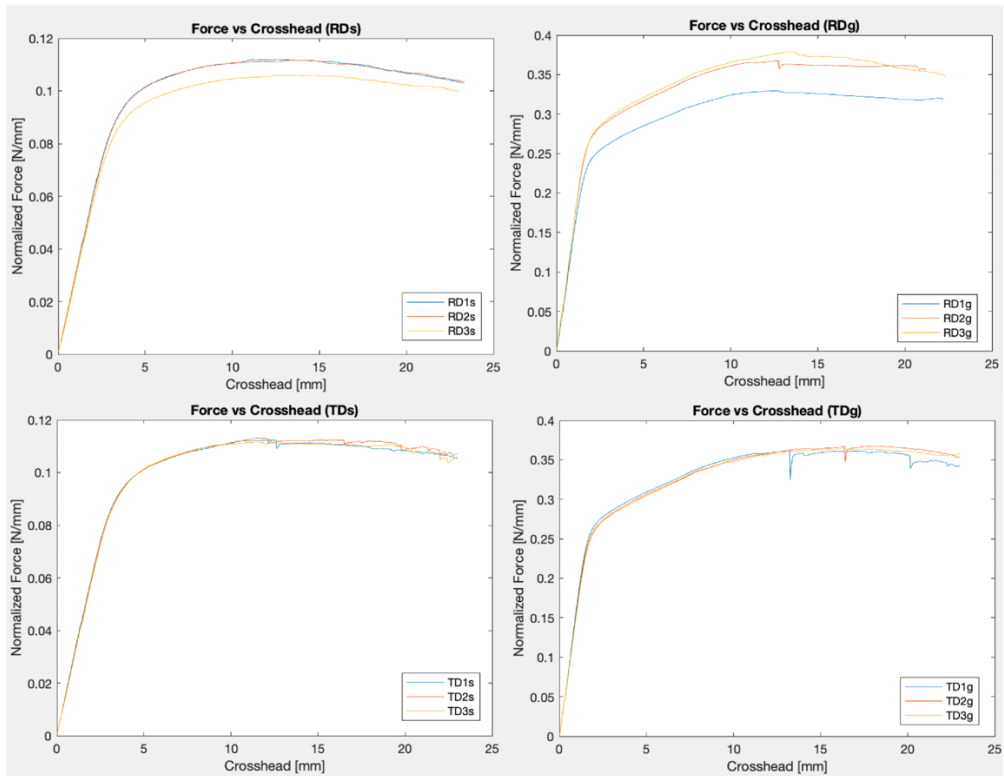 Force vs Crosshead (RDs)
Normalized Force [N/mm]
0.12
0.1
0.08
0.06
0.04
0.02
0
0 5 10 15 20 25
Crosshead [mm]
RD1s
RD2s
RD3s
Force vs Crosshead (RDg)
Normalized Force [N/mm]
0.4
0.35
0.3
0.25
0.2
0.15
0.1
0.05
0
0 5 10 15 20 25
Crosshead [mm]
RD1g
RD2g
RD3g
Force vs Crosshead (TDs)
Normalized Force [N/mm]
0.12
0.1
0.08
0.06
0.04
0.02
0
0 5 10 15 20 25
Crosshead [mm]
TD1s
TD2s
TD3s
Force vs Crosshead (TDg)
Normalized Force [N/mm]
0.4
0.35
0.3
0.25
0.2
0.15
0.1
0.05
0
0 5 10 15 20 25
Crosshead [mm]
TD1g
TD2g
TD3g